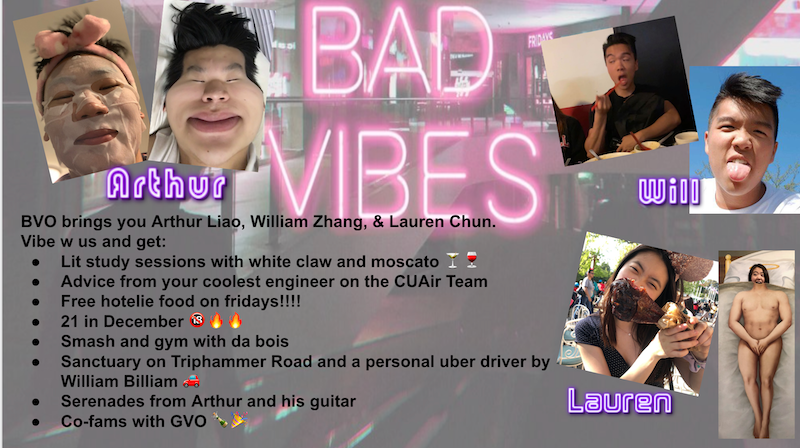 BAD
FRIDAYS
VIBES
Arthur
Will
BVO brings you Arthur Liao, William Zhang, & Lauren Chun.
Vibe w us and get:
● Lit study sessions with white claw and moscato 🍸🍷
● Advice from your coolest engineer on the CUAir Team
● Free hotelie food on fridays!!!!
● 21 in December 🔞🔥🔥
● Smash and gym with da bois
● Sanctuary on Triphammer Road and a personal uber driver by
William Billiam 🚗
● Serenades from Arthur and his guitar
● Co-fams with GVO 🍾🎉
Lauren